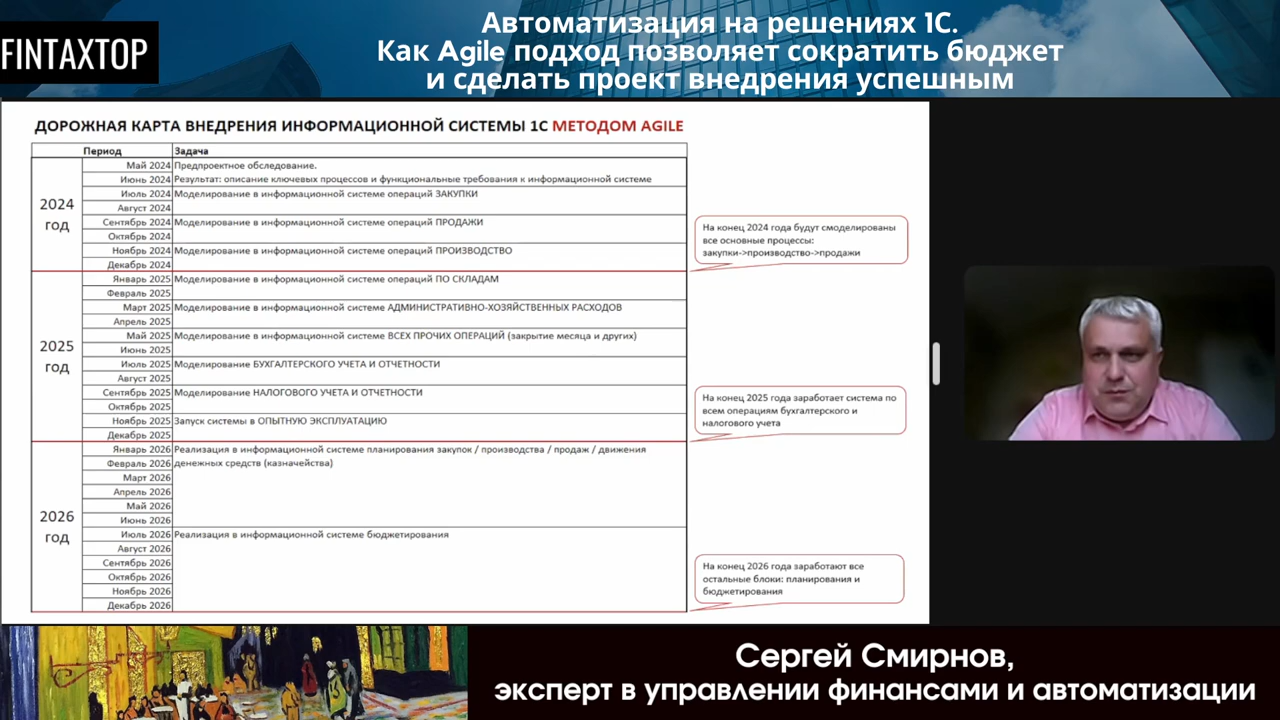 FINTAXTOP
Автоматизация на решениях 1С.
Как Agile подход позволяет сократить бюджет
и сделать проект внедрения успешным
ДОРОЖНАЯ КАРТА ВНЕДРЕНИЯ ИНФОРМАЦИОННОЙ СИСТЕМЫ 1С МЕТОДОМ AGILE
Период Задача
2024 год
Май 2024 Предпроектное обследование.
Июнь 2024 Результат: описание ключевых процессов и функциональные требования к информационной системе
Июль 2024 Моделирование в информационной системе операций ЗАКУПКИ
Август 2024
Сентябрь 2024 Моделирование в информационной системе операций ПРОДАЖИ
Октябрь 2024
Ноябрь 2024 Моделирование в информационной системе операций ПРОИЗВОДСТВО
Декабрь 2024
На конец 2024 года будут смоделированы
все основные процессы:
закупки->производство->продажи
2025 год
Январь 2025 Моделирование в информационной системе операций ПО СКЛАДАМ
Февраль 2025
Март 2025 Моделирование в информационной системе АДМИНИСТРАТИВНО-ХОЗЯЙСТВЕННЫХ РАСХОДОВ
Апрель 2025
Май 2025 Моделирование в информационной системе ВСЕХ ПРОЧИХ ОПЕРАЦИЙ (закрытие месяца и других)
Июнь 2025
Июль 2025 Моделирование БУХГАЛТЕРСКОГО УЧЕТА И ОТЧЕТНОСТИ
Август 2025
Сентябрь 2025 Моделирование НАЛОГОВОГО УЧЕТА И ОТЧЕТНОСТИ
Октябрь 2025
Ноябрь 2025 Запуск системы в ОПЫТНУЮ ЭКСПЛУАТАЦИЮ
Декабрь 2025
На конец 2025 года заработает система по
всем операциям бухгалтерского и
налогового учета
2026 год
Январь 2026 Реализация в информационной системе планирования закупок / производства / продаж / движения
Февраль 2026 денежных средств (казначейства)
Март 2026
Апрель 2026
Май 2026
Июнь 2026
Июль 2026 Реализация в информационной системе бюджетирования
Август 2026
Сентябрь 2026
Октябрь 2026
Ноябрь 2026
Декабрь 2026
На конец 2026 года заработают все
остальные блоки: планирования и
бюджетирования
Сергей Смирнов,
эксперт в управлении финансами и автоматизации